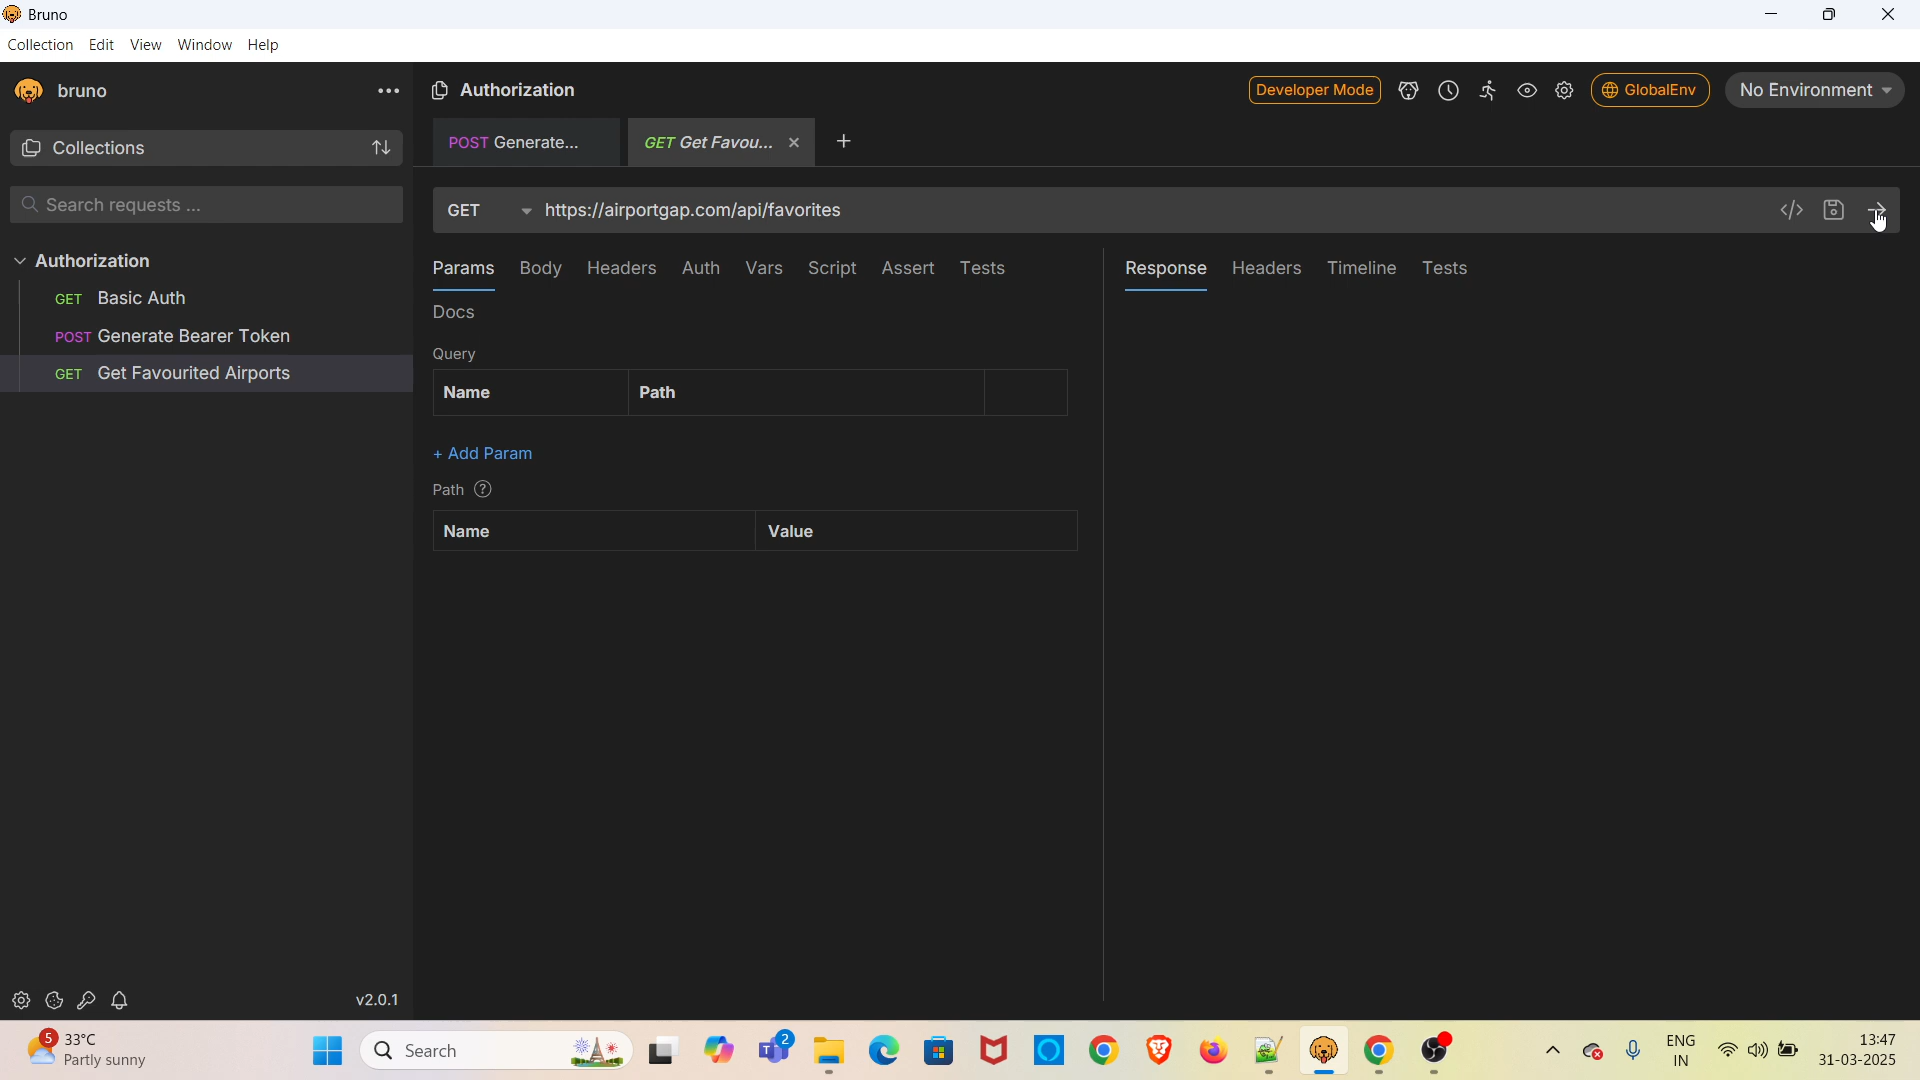 Bruno
Collection Edit View Window Help
bruno
Authorization
Developer Mode
GlobalEnv
No Environment
Collections
POST Generate...
GET Get Favou...
Search requests ...
GET https://airportgap.com/api/favorites
Authorization
GET Basic Auth
POST Generate Bearer Token
GET Get Favourited Airports
Params Body Headers Auth Vars Script Assert Tests
Docs
Response Headers Timeline Tests
Query
Name Path
+ Add Param
Path ?
Name Value
v2.0.1
5
33°C
Partly sunny
Search
2
ENG
IN
13:47
31-03-2025